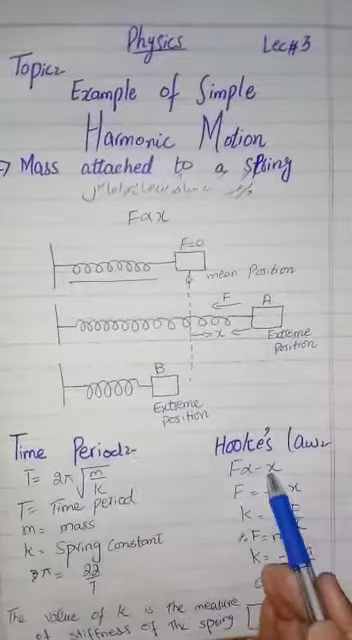 Physics
Lec#3
Topic:-
Example of Simple
Harmonic Motion
→ Mass attached to a spring
F∝x
F=0
mean Position
F
A
x
Extreme
Position
B
Extreme
Position
Time Period:-
T = 2π √m/k
T = Time period
m = mass
k = Spring Constant
π = 22/7
Hooke's law:-
F∝-x
F = x
k =
F=
k = -
The value of k is the measure
of stiffness of the spring